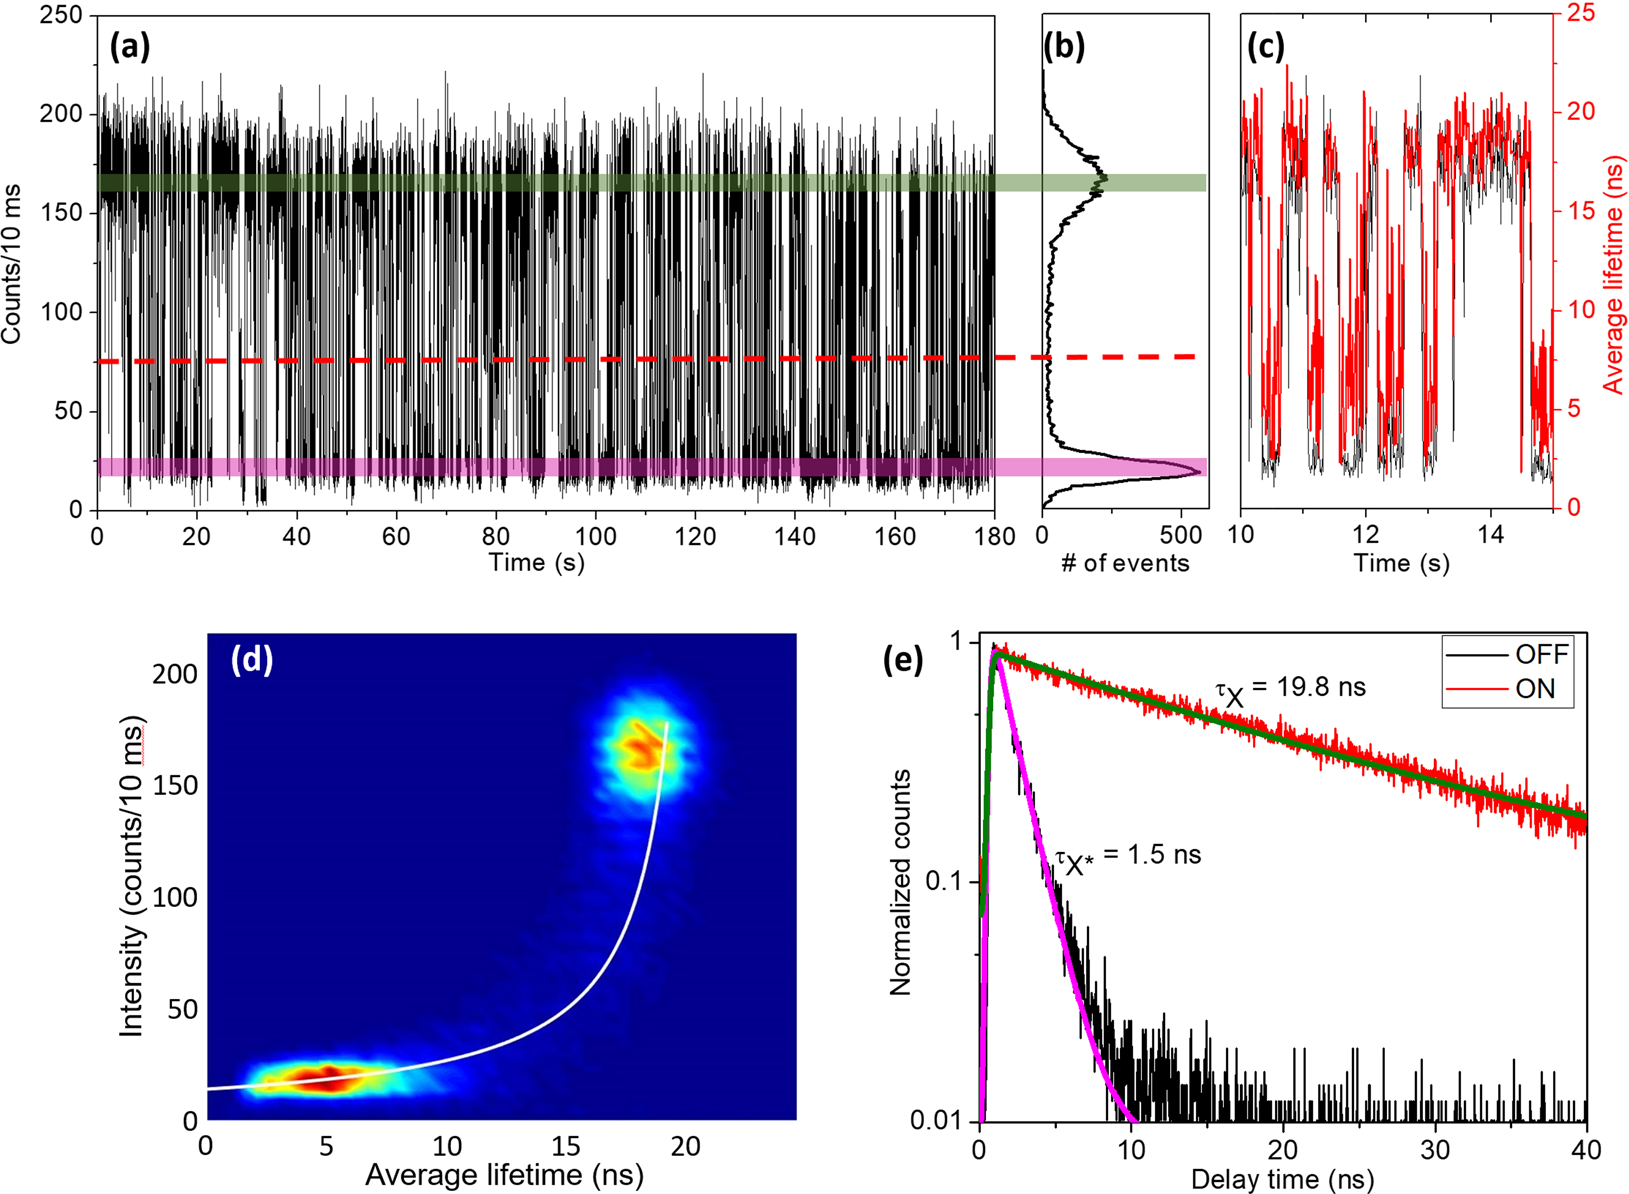 (a)
250
200
150
100
50
0
Counts/10 ms
0 20 40 60 80 100 120 140 160 180
Time (s)
(b)
0 500
# of events
(c)
25
20
15
10
5
0
Average lifetime (ns)
10 12 14
Time (s)
(d)
200
150
100
50
0
Intensity (counts/10 ms)
0 5 10 15 20
Average lifetime (ns)
(e)
OFF
ON
τX = 19.8 ns
τX* = 1.5 ns
1
0.1
0.01
Normalized counts
0 10 20 30 40
Delay time (ns)